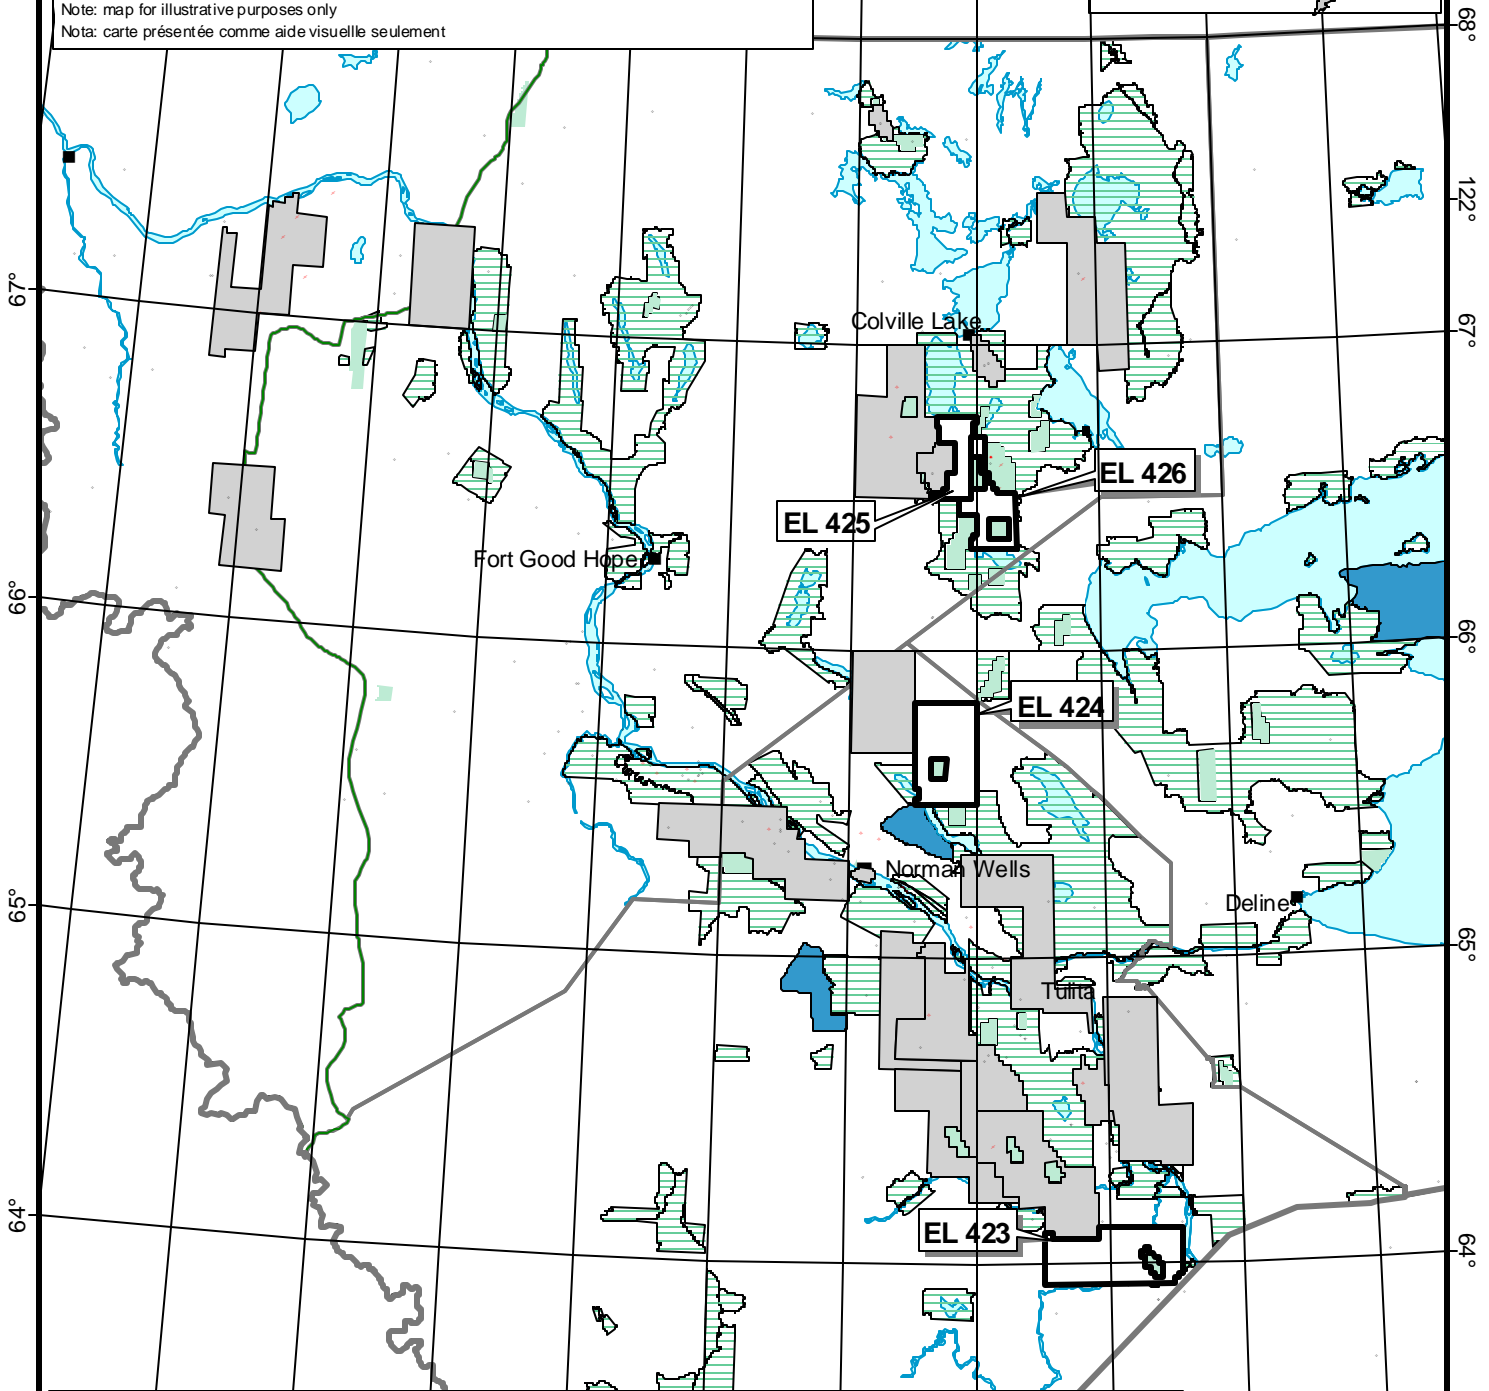 Note: map for illustrative purposes only
Nota: carte présentée comme aide visuellle seulement
68°
122°
67°
67°
Colville Lake
EL 426
EL 425
Fort Good Hope
66°
66°
EL 424
Norman Wells
Deline
65°
65°
Tulita
64°
EL 423
64°